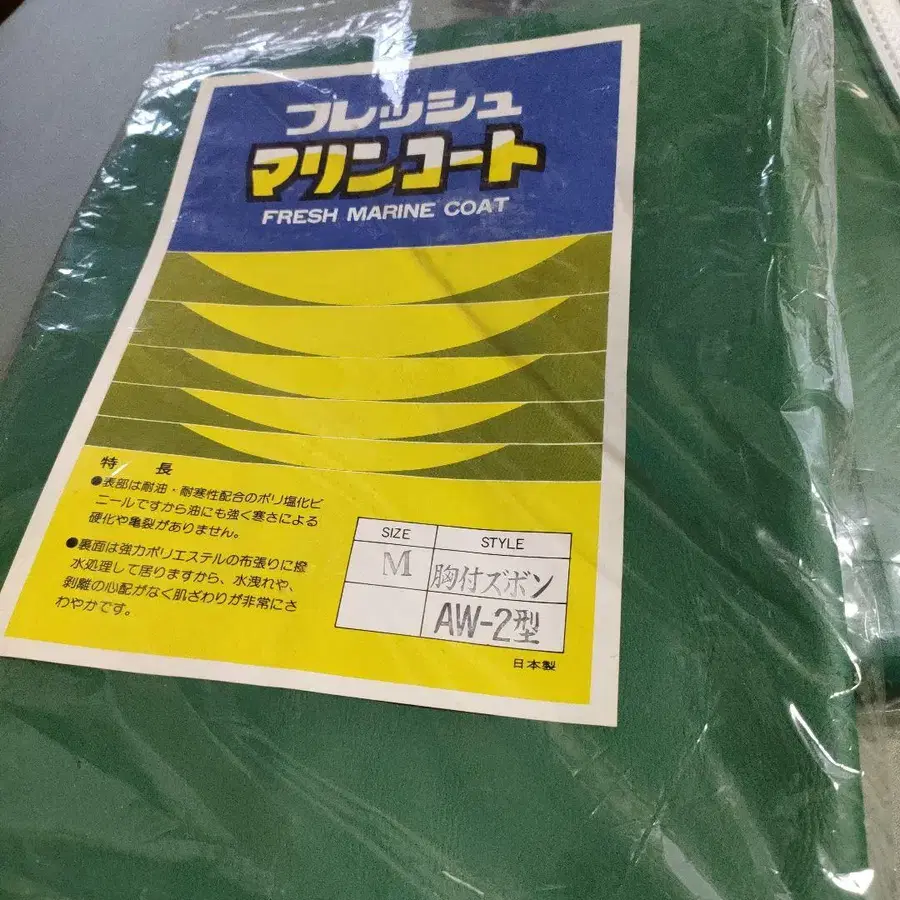 フレッシュ
マリンコート
FRESH MARINE COAT
特 長
●表部は耐油・耐寒性配合のポリ塩化ビ
ニールですから油にも強く寒さによる
硬化や亀裂がありません。
●裏面は強力ポリエステルの布張りに撥
水処理して居りますから、水洩れや、
剥離の心配がなく肌ざわりが非常にさ
わやかです。
SIZE STYLE
M 胸付ズボン
AW-2型
日本製